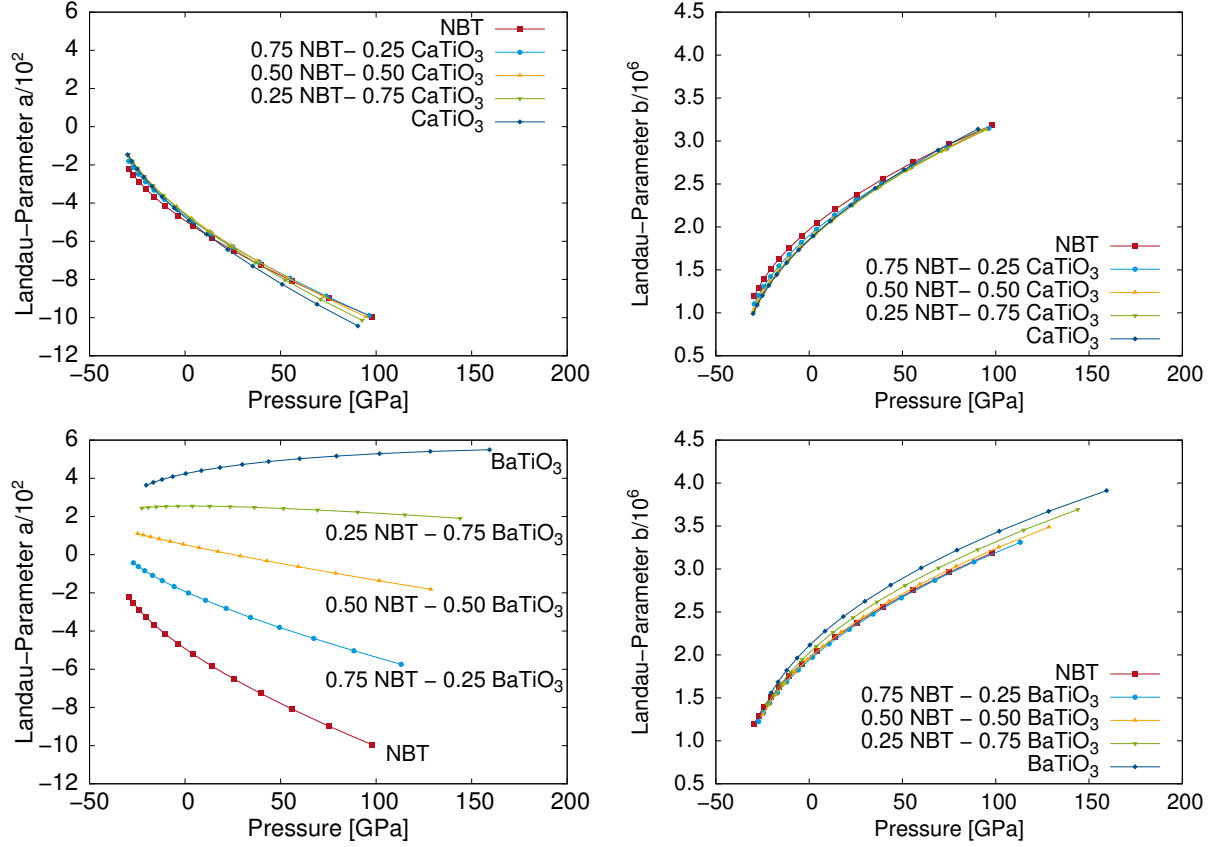 Landau−Parameter a/10²
6
4
2
0
−2
−4
−6
−8
−10
−12
−50
0
50
100
150
200
Pressure [GPa]
NBT
0.75 NBT− 0.25 CaTiO₃
0.50 NBT− 0.50 CaTiO₃
0.25 NBT− 0.75 CaTiO₃
CaTiO₃
Landau−Parameter b/10⁶
4.5
4.0
3.5
3.0
2.5
2.0
1.5
1.0
0.5
−50
0
50
100
150
200
Pressure [GPa]
NBT
0.75 NBT− 0.25 CaTiO₃
0.50 NBT− 0.50 CaTiO₃
0.25 NBT− 0.75 CaTiO₃
CaTiO₃
Landau−Parameter a/10²
6
4
2
0
−2
−4
−6
−8
−10
−12
−50
0
50
100
150
200
Pressure [GPa]
BaTiO₃
0.25 NBT − 0.75 BaTiO₃
0.50 NBT − 0.50 BaTiO₃
0.75 NBT − 0.25 BaTiO₃
NBT
Landau−Parameter b/10⁶
4.5
4.0
3.5
3.0
2.5
2.0
1.5
1.0
0.5
−50
0
50
100
150
200
Pressure [GPa]
NBT
0.75 NBT − 0.25 BaTiO₃
0.50 NBT − 0.50 BaTiO₃
0.25 NBT − 0.75 BaTiO₃
BaTiO₃